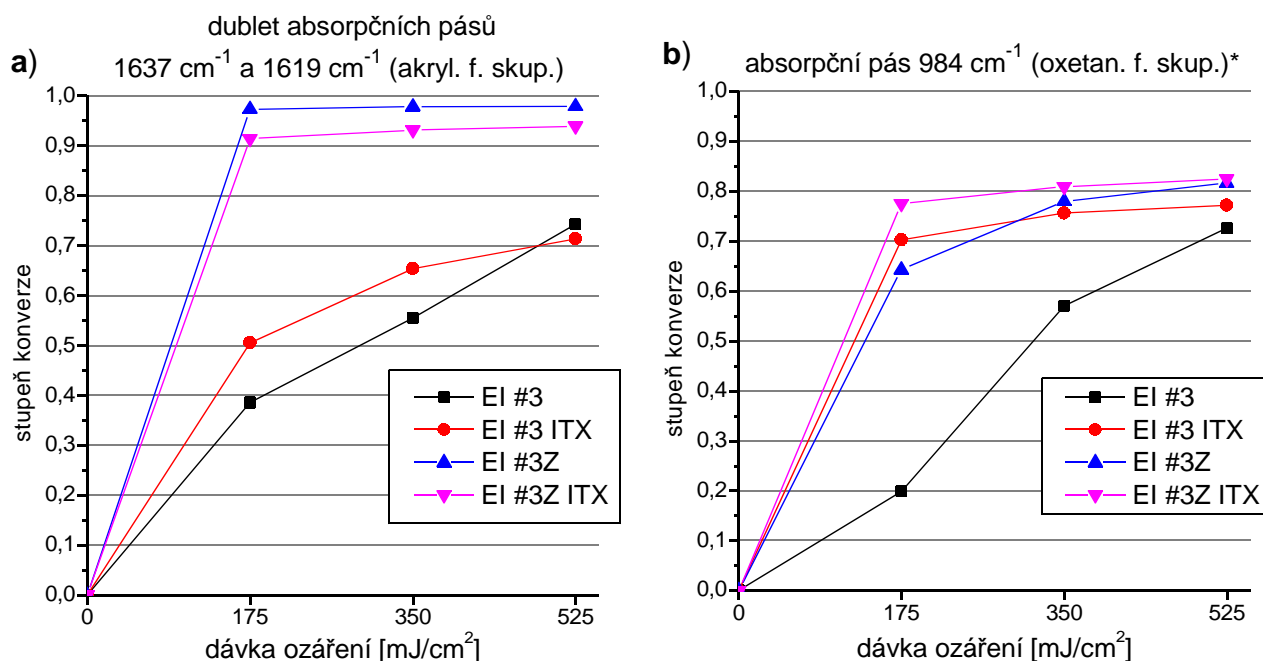 dublet absorpčních pásů
a) 1637 cm⁻¹ a 1619 cm⁻¹ (akryl. f. skup.)
1,0
0,9
0,8
0,7
0,6
0,5
0,4
0,3
0,2
0,1
0,0
stupeň konverze
EI #3
EI #3 ITX
EI #3Z
EI #3Z ITX
0 175 350 525
dávka ozáření [mJ/cm²]
b) absorpční pás 984 cm⁻¹ (oxetan. f. skup.)*
1,0
0,9
0,8
0,7
0,6
0,5
0,4
0,3
0,2
0,1
0,0
stupeň konverze
EI #3
EI #3 ITX
EI #3Z
EI #3Z ITX
0 175 350 525
dávka ozáření [mJ/cm²]